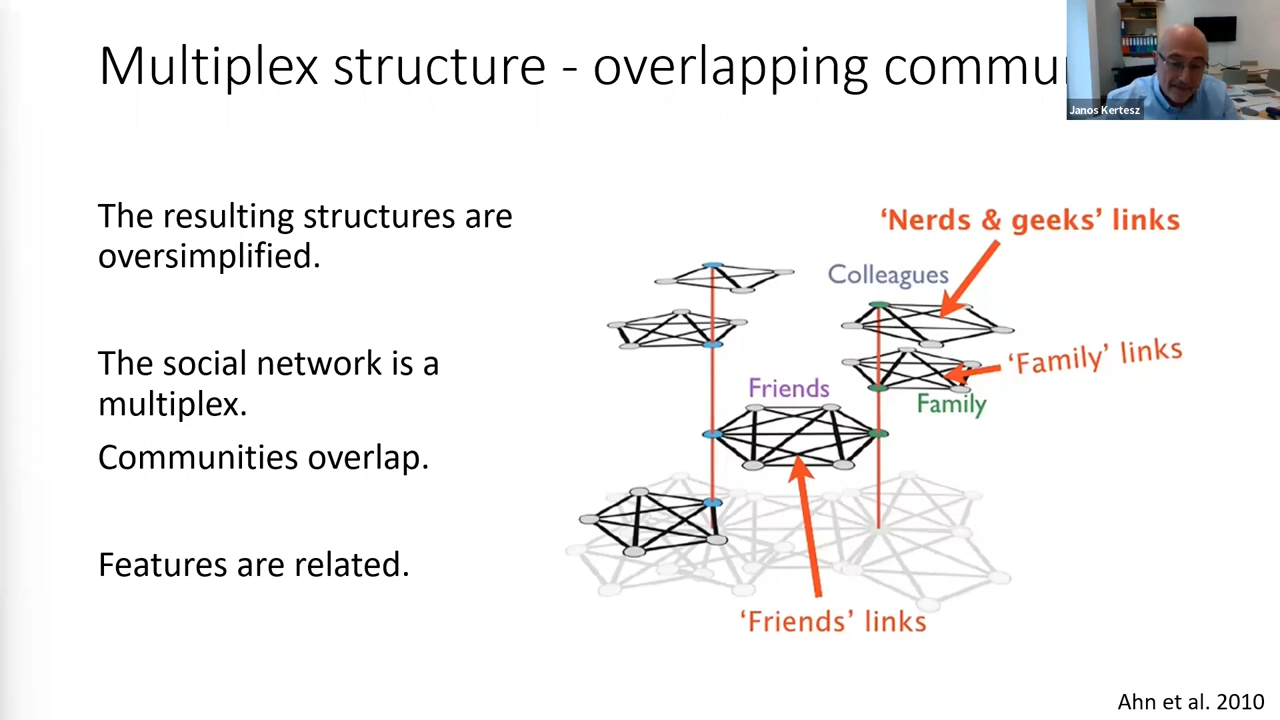 Multiplex structure - overlapping
Janos Kertesz
The resulting structures are
oversimplified.
The social network is a
multiplex.
Communities overlap.
Features are related.
‘Nerds & geeks’ links
Colleagues
‘Family’ links
Friends
Family
‘Friends’ links
Ahn et al. 2010